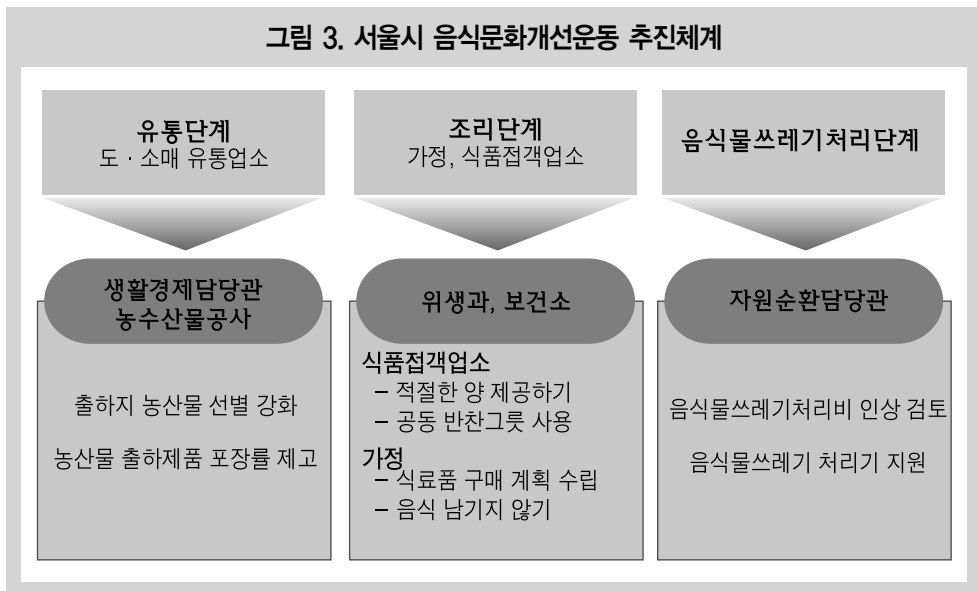 그림 3. 서울시 음식문화개선운동 추진체계
유통단계
도 · 소매 유통업소
생활경제담당관
농수산물공사
출하지 농산물 선별 강화
농산물 출하제품 포장률 제고
조리단계
가정, 식품접객업소
위생과, 보건소
식품접객업소
– 적절한 양 제공하기
– 공동 반찬그릇 사용
가정
– 식료품 구매 계획 수립
– 음식 남기지 않기
음식물쓰레기처리단계
자원순환담당관
음식물쓰레기처리비 인상 검토
음식물쓰레기 처리기 지원